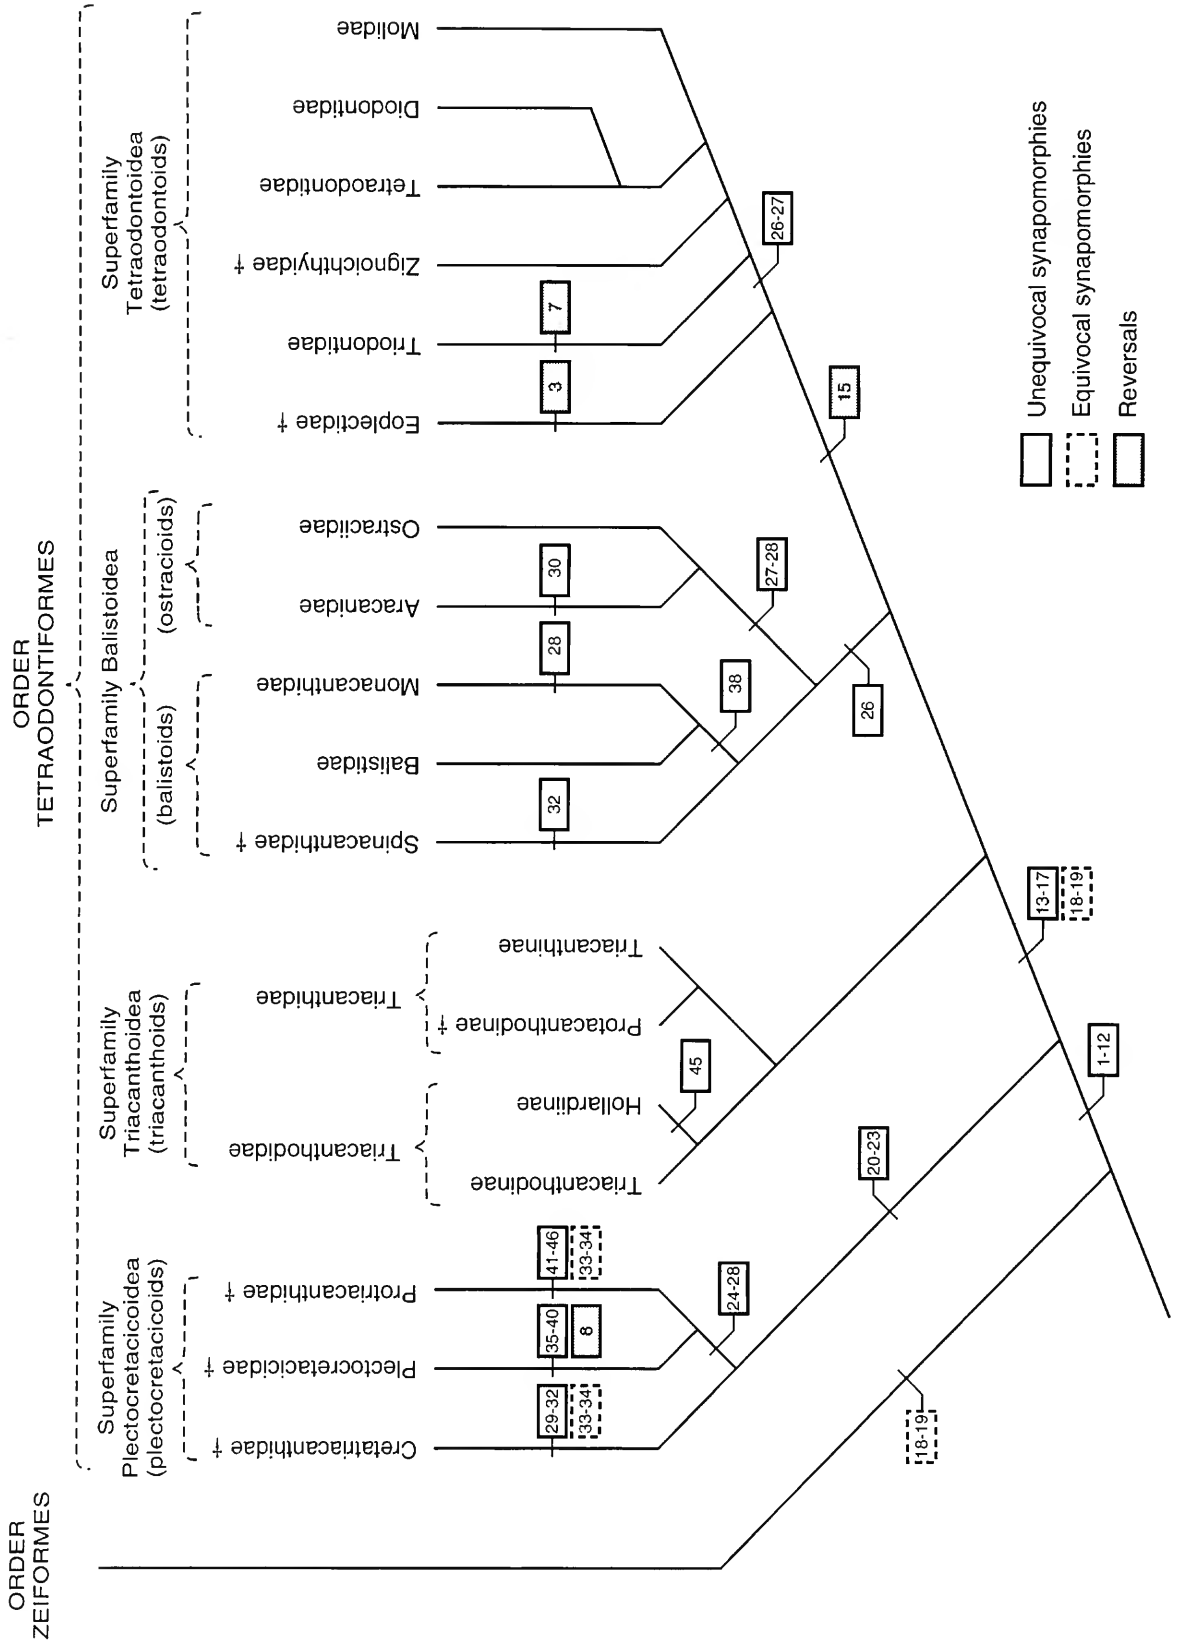 ORDER
ZEIFORMES
ORDER
TETRAODONTIFORMES
Superfamily
Plectocretacicoidea
(plectocretacicoids)
Superfamily
Triacanthoidea
(triacanthoids)
Superfamily Balistoidea
(balistoids)
(ostracioids)
Superfamily
Tetraodontoidea
(tetraodontoids)
Cretatriacanthidae †
Plectocretacicidae †
Protriacanthidae †
Triacanthodidae
Triacanthodinae
Hollardiinae
Triacanthidae
Protacanthodinae †
Triacanthinae
Spinacanthidae †
Balistidae
Monacanthidae
Aracanidae
Ostraciidae
Eoplectidae †
Triodontidae
Zignoichthyidae †
Tetraodontidae
Diodontidae
Molidae
29-32
33-34
35-40
8
41-46
33-34
32
28
30
3
7
24-28
45
38
27-28
26-27
20-23
26
15
18-19
1-12
13-17
18-19
Unequivocal synapomorphies
Equivocal synapomorphies
Reversals